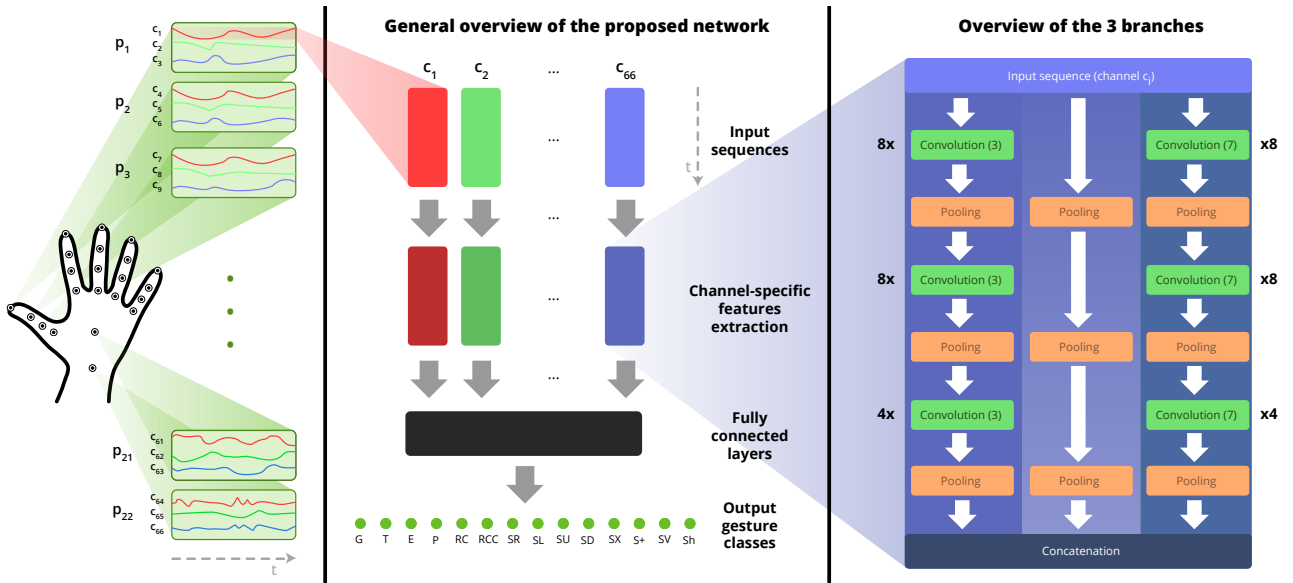 General overview of the proposed network
Overview of the 3 branches
p1
c1
c2
c3
p2
c4
c5
c6
p3
c7
c8
c9
p21
c61
c62
c63
p22
c64
c65
c66
t
C1 C2 ... C66
...
Input
sequences
t
...
...
Channel-specific
features
extraction
...
Fully
connected
layers
Output
gesture
classes
G T E P RC RCC SR SL SU SD SX S+ SV Sh
Input sequence (channel ci)
8x Convolution (3) Convolution (7) x8
Pooling Pooling Pooling
8x Convolution (3) Convolution (7) x8
Pooling Pooling Pooling
4x Convolution (3) Convolution (7) x4
Pooling Pooling Pooling
Concatenation